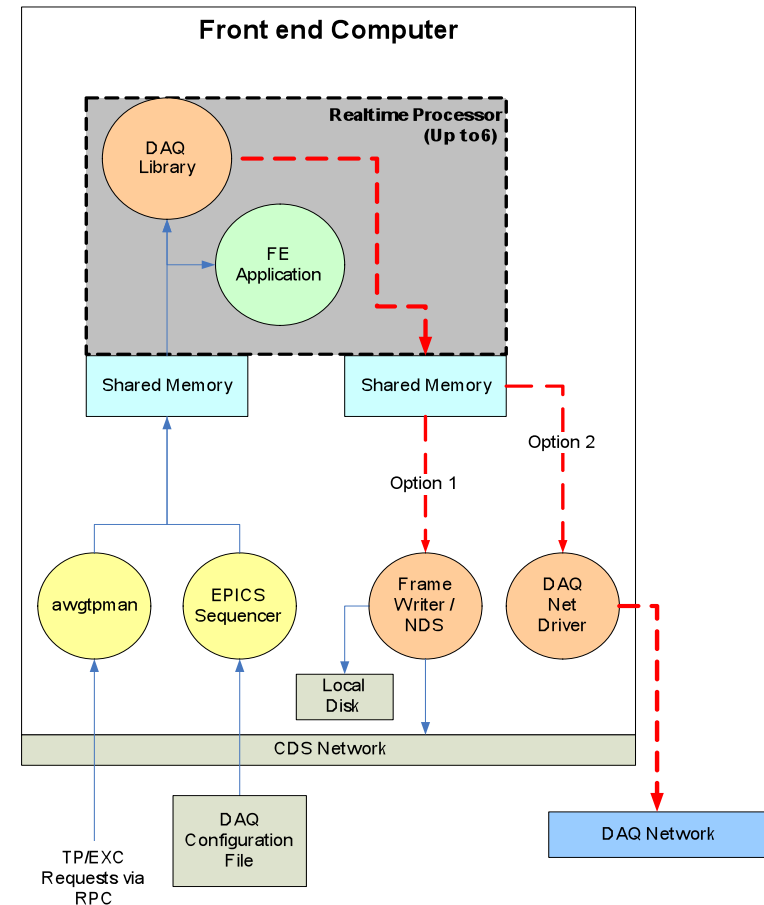 Front end Computer
Realtime Processor
(Up to 6)
DAQ
Library
FE
Application
Shared Memory
Shared Memory
Option 2
Option 1
awgtpman
EPICS
Sequencer
Frame
Writer /
NDS
DAQ
Net
Driver
Local
Disk
CDS Network
DAQ
Configuration
File
DAQ Network
TP/EXC
Requests via
RPC